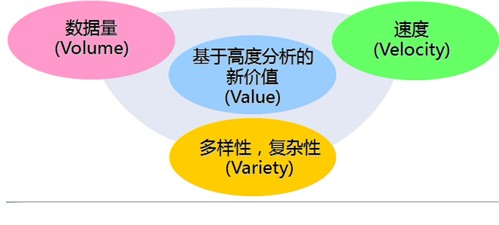 数据量
(Volume)
速度
(Velocity)
基于高度分析的
新价值
(Value)
多样性，复杂性
(Variety)